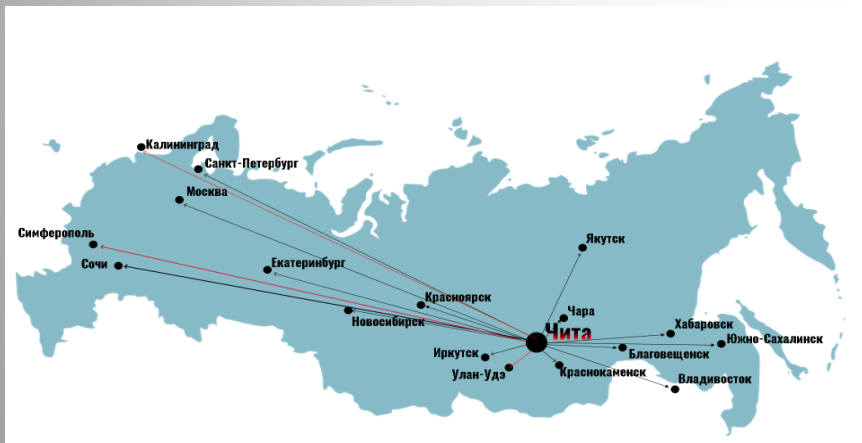 Калининград
Санкт-Петербург
Москва
Симферополь
Якутск
Сочи
Екатеринбург
Красноярск
Чара
Новосибирск
Хабаровск
Чита
Южно-Сахалинск
Иркутск
Благовещенск
Улан-Удэ
Краснокаменск
Владивосток